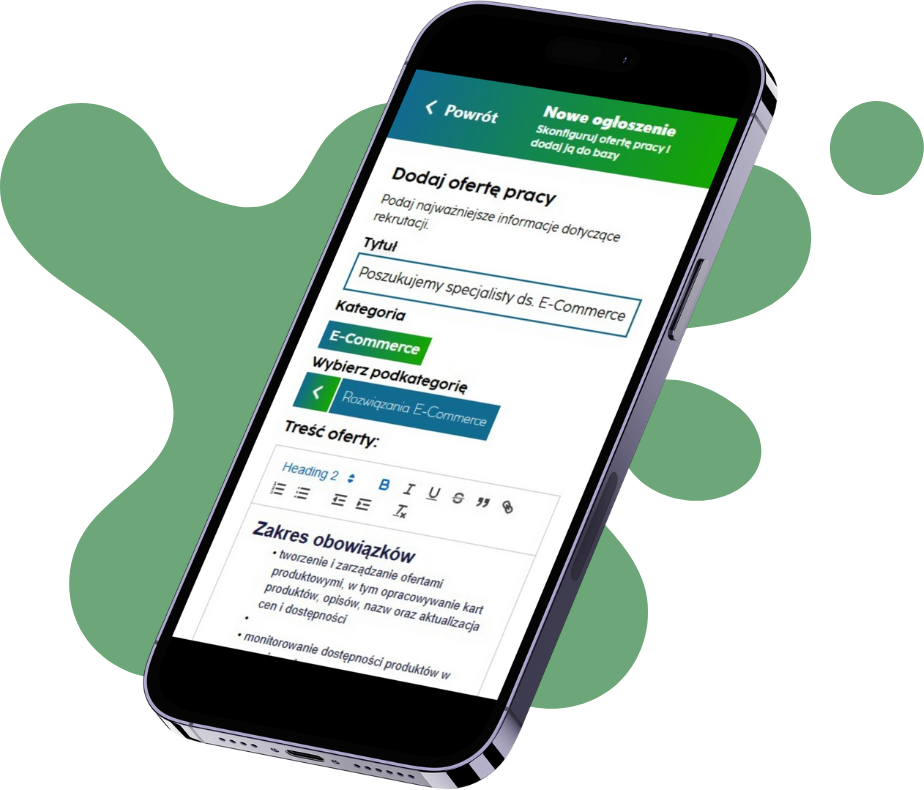 Powrót
Nowe ogłoszenie
Skonfiguruj ofertę pracy i
dodaj ją do bazy
Dodaj ofertę pracy
Podaj najważniejsze informacje dotyczące
rekrutacji.
Tytuł
Poszukujemy specjalisty ds. E-Commerce
Kategoria
E-Commerce
Wybierz podkategorię
Rozwiązania E-Commerce
Treść oferty:
Heading 2 B I U S
Zakres obowiązków
• tworzenie i zarządzanie ofertami
produktowymi, w tym opracowywanie kart
produktów, opisów, nazw oraz aktualizacja
cen i dostępności
•
• monitorowanie dostępności produktów w